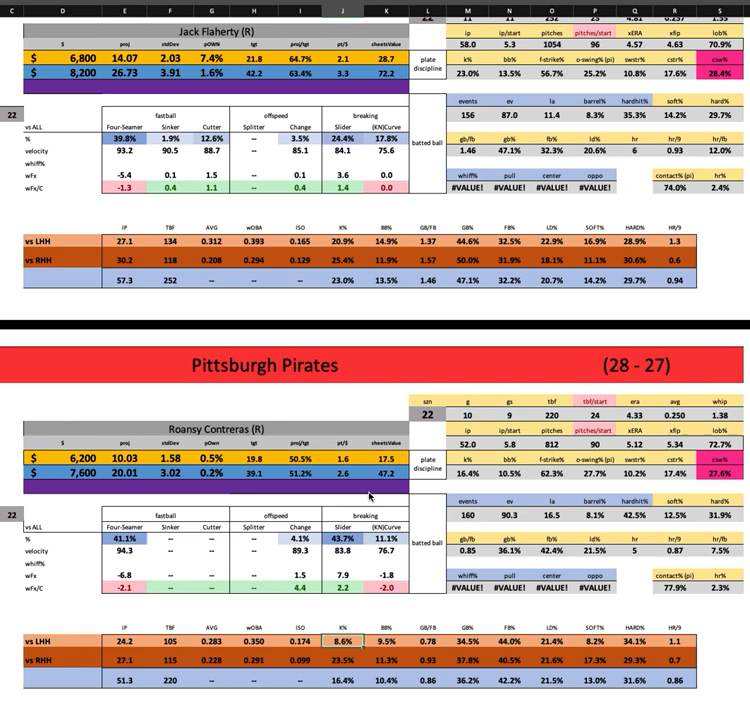 C D E F G H I J K L M N O P Q R S
22 11 11 252 23 4.81 0.257 1.55
Jack Flaherty (R) ip ip/start pitches pitches/start xERA xfip lob%
$ proj stdDev pOWN tgt proj/tgt pt/$ sheetsValue 58.0 5.3 1054 96 4.57 4.63 70.9%
$ 6,800 14.07 2.03 7.4% 21.8 64.7% 2.1 28.7 plate discipline k% bb% f-strike% o-swing% (pi) swstr% cstr% csw%
$ 8,200 26.73 3.91 1.6% 42.2 63.4% 3.3 72.2 23.0% 13.5% 56.7% 25.2% 10.8% 17.6% 28.4%
22 events ev la barrel% hardhit% soft% hard%
fastball offspeed breaking 156 87.0 11.4 8.3% 35.3% 14.2% 29.7%
vs ALL Four-Seamer Sinker Cutter Splitter Change Slider (KN)Curve
% 39.8% 1.9% 12.6% -- 3.5% 24.4% 17.8% batted ball gb/fb gb% fb% ld% hr hr/9 hr/fb
velocity 93.2 90.5 88.7 -- 85.1 84.1 75.6 1.46 47.1% 32.2% 20.6% 6 0.93 12.0%
whiff%
wFx -5.4 0.1 1.5 -- 0.1 3.6 0.0 whiff% pull center oppo contact% (pi) hr%
wFx/C -1.3 0.4 1.1 -- 0.4 1.4 0.0 #VALUE! #VALUE! #VALUE! #VALUE! 74.0% 2.4%
IP TBF AVG wOBA ISO K% BB% GB/FB GB% FB% LD% SOFT% HARD% HR/9
vs LHH 27.1 134 0.312 0.393 0.165 20.9% 14.9% 1.37 44.6% 32.5% 22.9% 16.9% 28.9% 1.3
vs RHH 30.2 118 0.208 0.294 0.129 25.4% 11.9% 1.57 50.0% 31.9% 18.1% 11.1% 30.6% 0.6
57.3 252 -- -- -- 23.0% 13.5% 1.46 47.1% 32.2% 20.7% 14.2% 29.7% 0.94
Pittsburgh Pirates (28 - 27)
szn g gs tbf tbf/start era avg whip
22 10 9 220 24 4.33 0.250 1.38
Roansy Contreras (R) ip ip/start pitches pitches/start xERA xfip lob%
$ proj stdDev pOwn tgt proj/tgt pt/$ sheetsValue 52.0 5.8 812 90 5.12 5.34 72.7%
$ 6,200 10.03 1.58 0.5% 19.8 50.5% 1.6 17.5 plate discipline k% bb% f-strike% o-swing% (pi) swstr% cstr% csw%
$ 7,600 20.01 3.02 0.2% 39.1 51.2% 2.6 47.2 16.4% 10.5% 62.3% 27.7% 10.2% 17.4% 27.6%
22 events ev la barrel% hardhit% soft% hard%
fastball offspeed breaking 160 90.3 16.5 8.1% 42.5% 12.5% 31.9%
vs ALL Four-Seamer Sinker Cutter Splitter Change Slider (KN)Curve
% 41.1% -- -- -- 4.1% 43.7% 11.1% batted ball gb/fb gb% fb% ld% hr hr/9 hr/fb
velocity 94.3 -- -- -- 89.3 83.8 76.7 0.85 36.1% 42.4% 21.5% 5 0.87 7.5%
whiff%
wFx -6.8 -- -- -- 1.5 7.9 -1.8 whiff% pull center oppo contact% (pi) hr%
wFx/C -2.1 -- -- -- 4.4 2.2 -2.0 #VALUE! #VALUE! #VALUE! #VALUE! 77.9% 2.3%
IP TBF AVG wOBA ISO K% BB% GB/FB GB% FB% LD% SOFT% HARD% HR/9
vs LHH 24.2 105 0.283 0.350 0.174 8.6% 9.5% 0.78 34.5% 44.0% 21.4% 8.2% 34.1% 1.1
vs RHH 27.1 115 0.228 0.291 0.099 23.5% 11.3% 0.93 37.8% 40.5% 21.6% 17.3% 29.3% 0.7
51.3 220 -- -- -- 16.4% 10.4% 0.86 36.2% 42.2% 21.5% 13.0% 31.6% 0.86